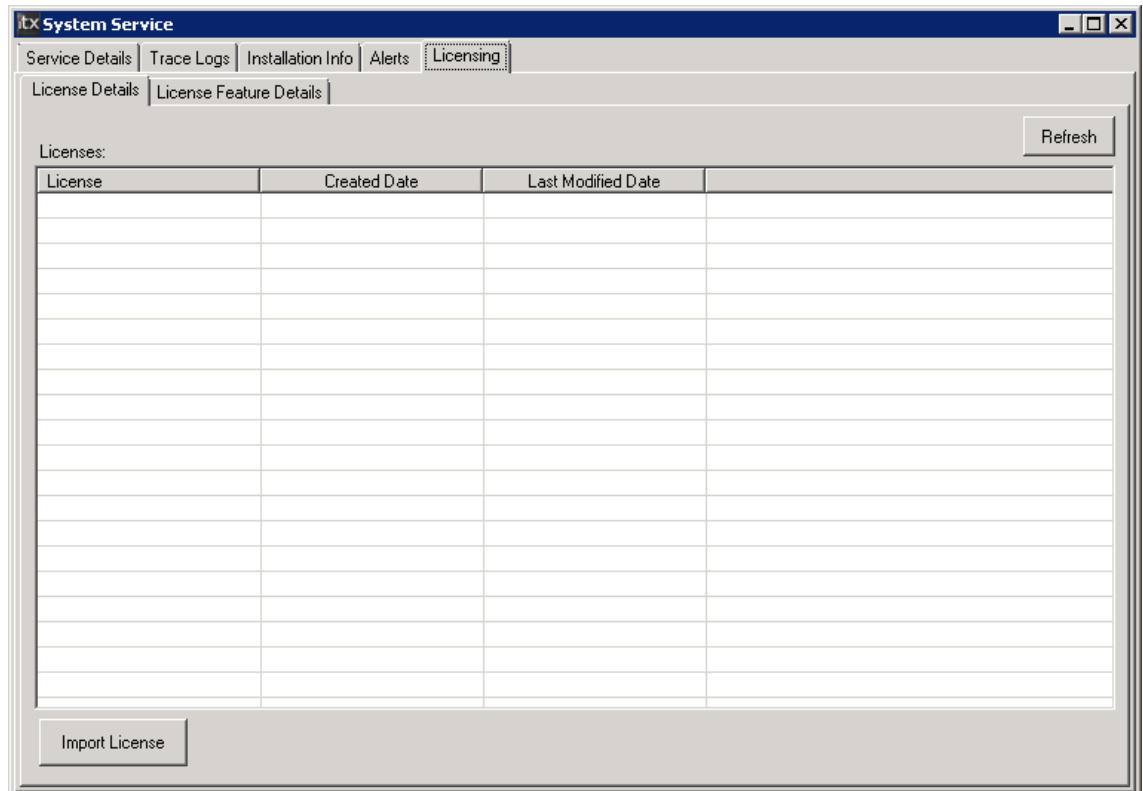 itx System Service
Service Details Trace Logs Installation Info Alerts Licensing
License Details License Feature Details
Refresh
Licenses:
License Created Date Last Modified Date
Import License